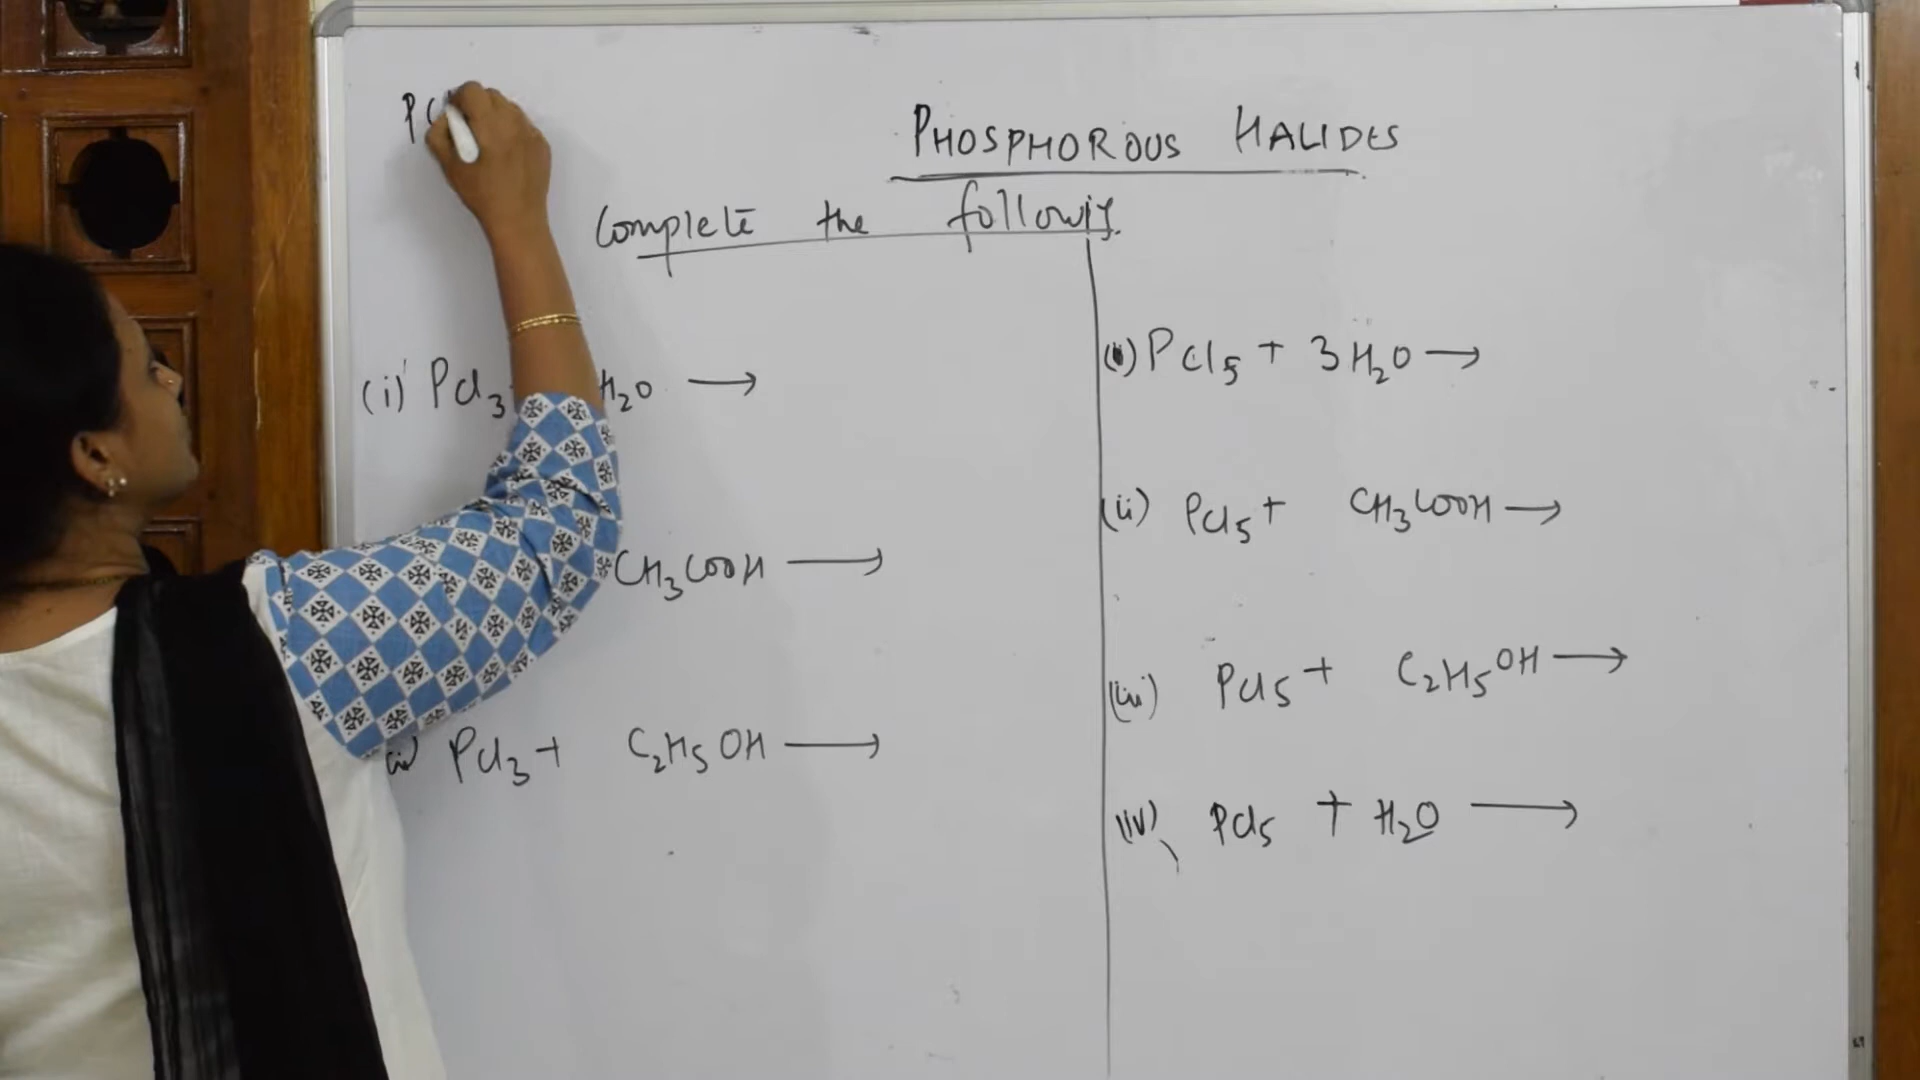 P
PHOSPHOROUS HALIDES
Complete the
(i) PCl₃ H₂O ⟶
CH₃COOH ⟶
PCl₃ + C₂H₅OH ⟶
PCl₅ + 3H₂O ⟶
(ii) PCl₅ + CH₃COOH ⟶
(iii) PCl₅ + C₂H₅OH ⟶
(iv) PCl₅ + H₂O ⟶